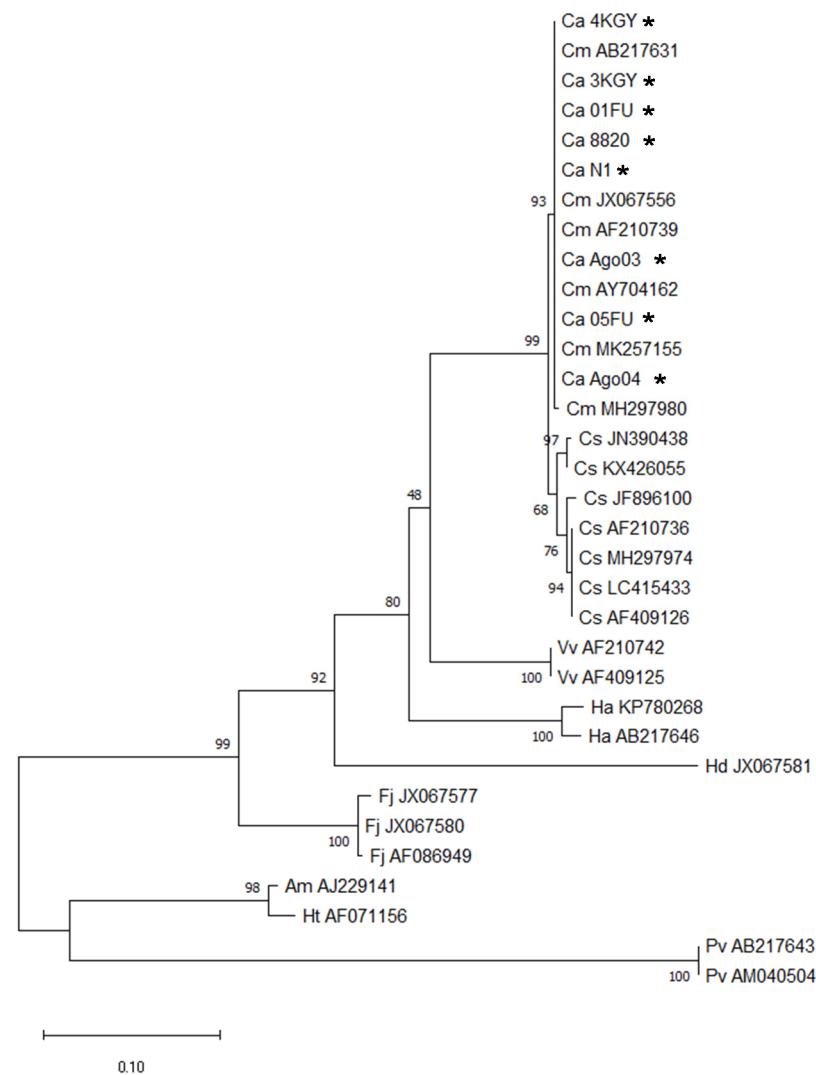 Ca 4KGY *
Cm AB217631
Ca 3KGY *
Ca 01FU *
Ca 8820 *
Ca N1 *
93
Cm JX067556
Cm AF210739
Ca Ago03 *
Cm AY704162
Ca 05FU *
99
Cm MK257155
Ca Ago04 *
Cm MH297980
97
Cs JN390438
Cs KX426055
48
Cs JF896100
68
Cs AF210736
76
Cs MH297974
94
Cs LC415433
80
Cs AF409126
Vv AF210742
92
100
Vv AF409125
Ha KP780268
100
Ha AB217646
99
Hd JX067581
Fj JX067577
Fj JX067580
100
Fj AF086949
98
Am AJ229141
Ht AF071156
Pv AB217643
100
Pv AM040504
0.10